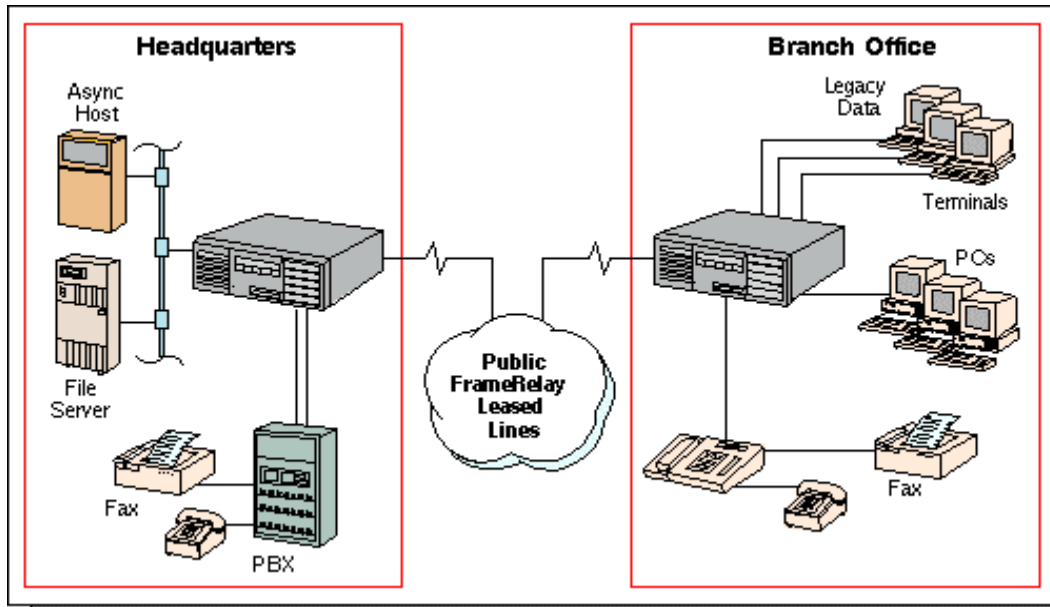 Headquarters
Async
Host
File
Server
Fax
PBX
Public
FrameRelay
Leased
Lines
Branch Office
Legacy
Data
Terminals
PCs
Fax